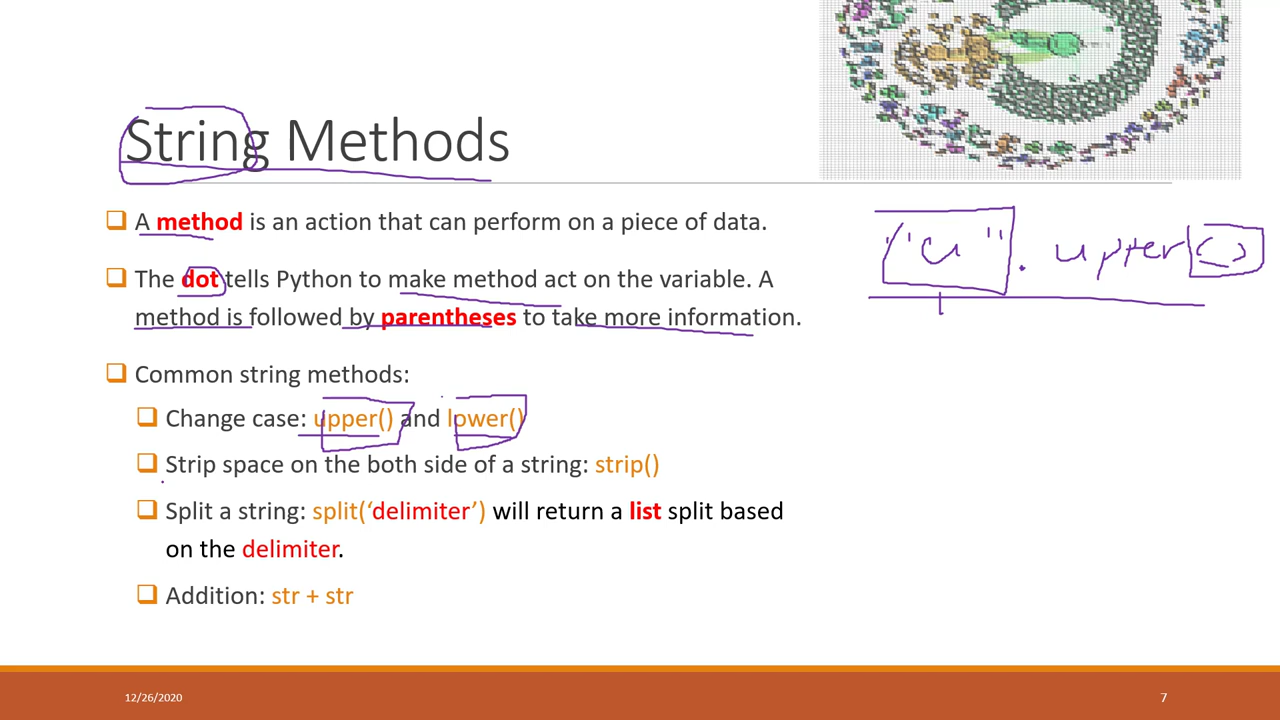 String Methods
A method is an action that can perform on a piece of data.
The dot tells Python to make method act on the variable. A
method is followed by parentheses to take more information.
"u" . upper()
Common string methods:
Change case: upper() and lower()
Strip space on the both side of a string: strip()
Split a string: split(‘delimiter’) will return a list split based
on the delimiter.
Addition: str + str
12/26/2020
7